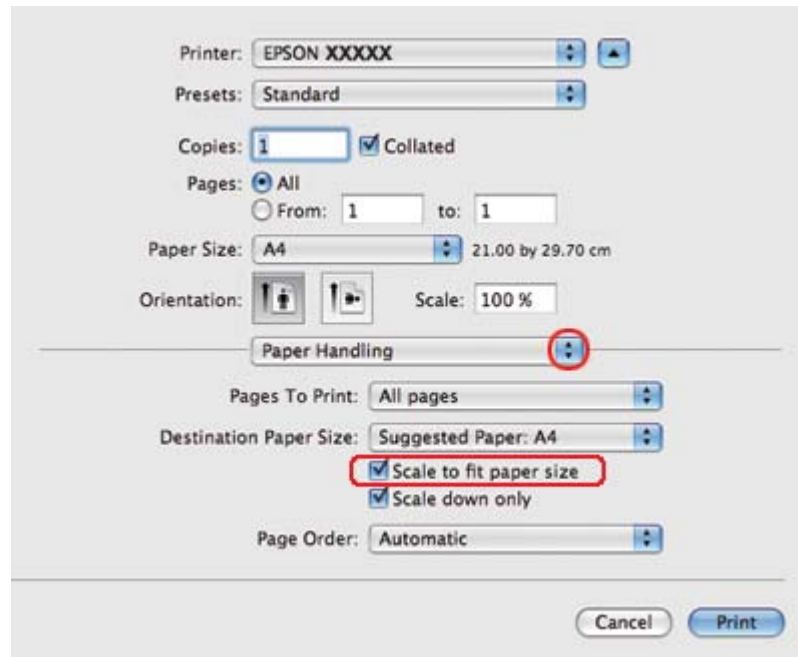 Printer: EPSON XXXXX
Presets: Standard
Copies: 1 Collated
Pages: All
From: 1 to: 1
Paper Size: A4 21.00 by 29.70 cm
Orientation: Scale: 100 %
Paper Handling
Pages To Print: All pages
Destination Paper Size: Suggested Paper: A4
Scale to fit paper size
Scale down only
Page Order: Automatic
Cancel Print